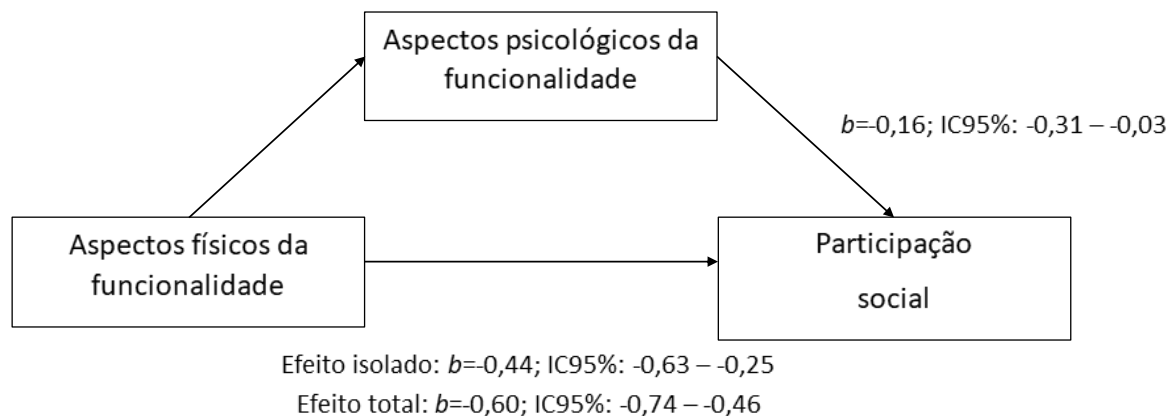 Aspectos psicológicos da
funcionalidade
b=-0,16; IC95%: -0,31 – -0,03
Aspectos físicos da
funcionalidade
Participação
social
Efeito isolado: b=-0,44; IC95%: -0,63 – -0,25
Efeito total: b=-0,60; IC95%: -0,74 – -0,46